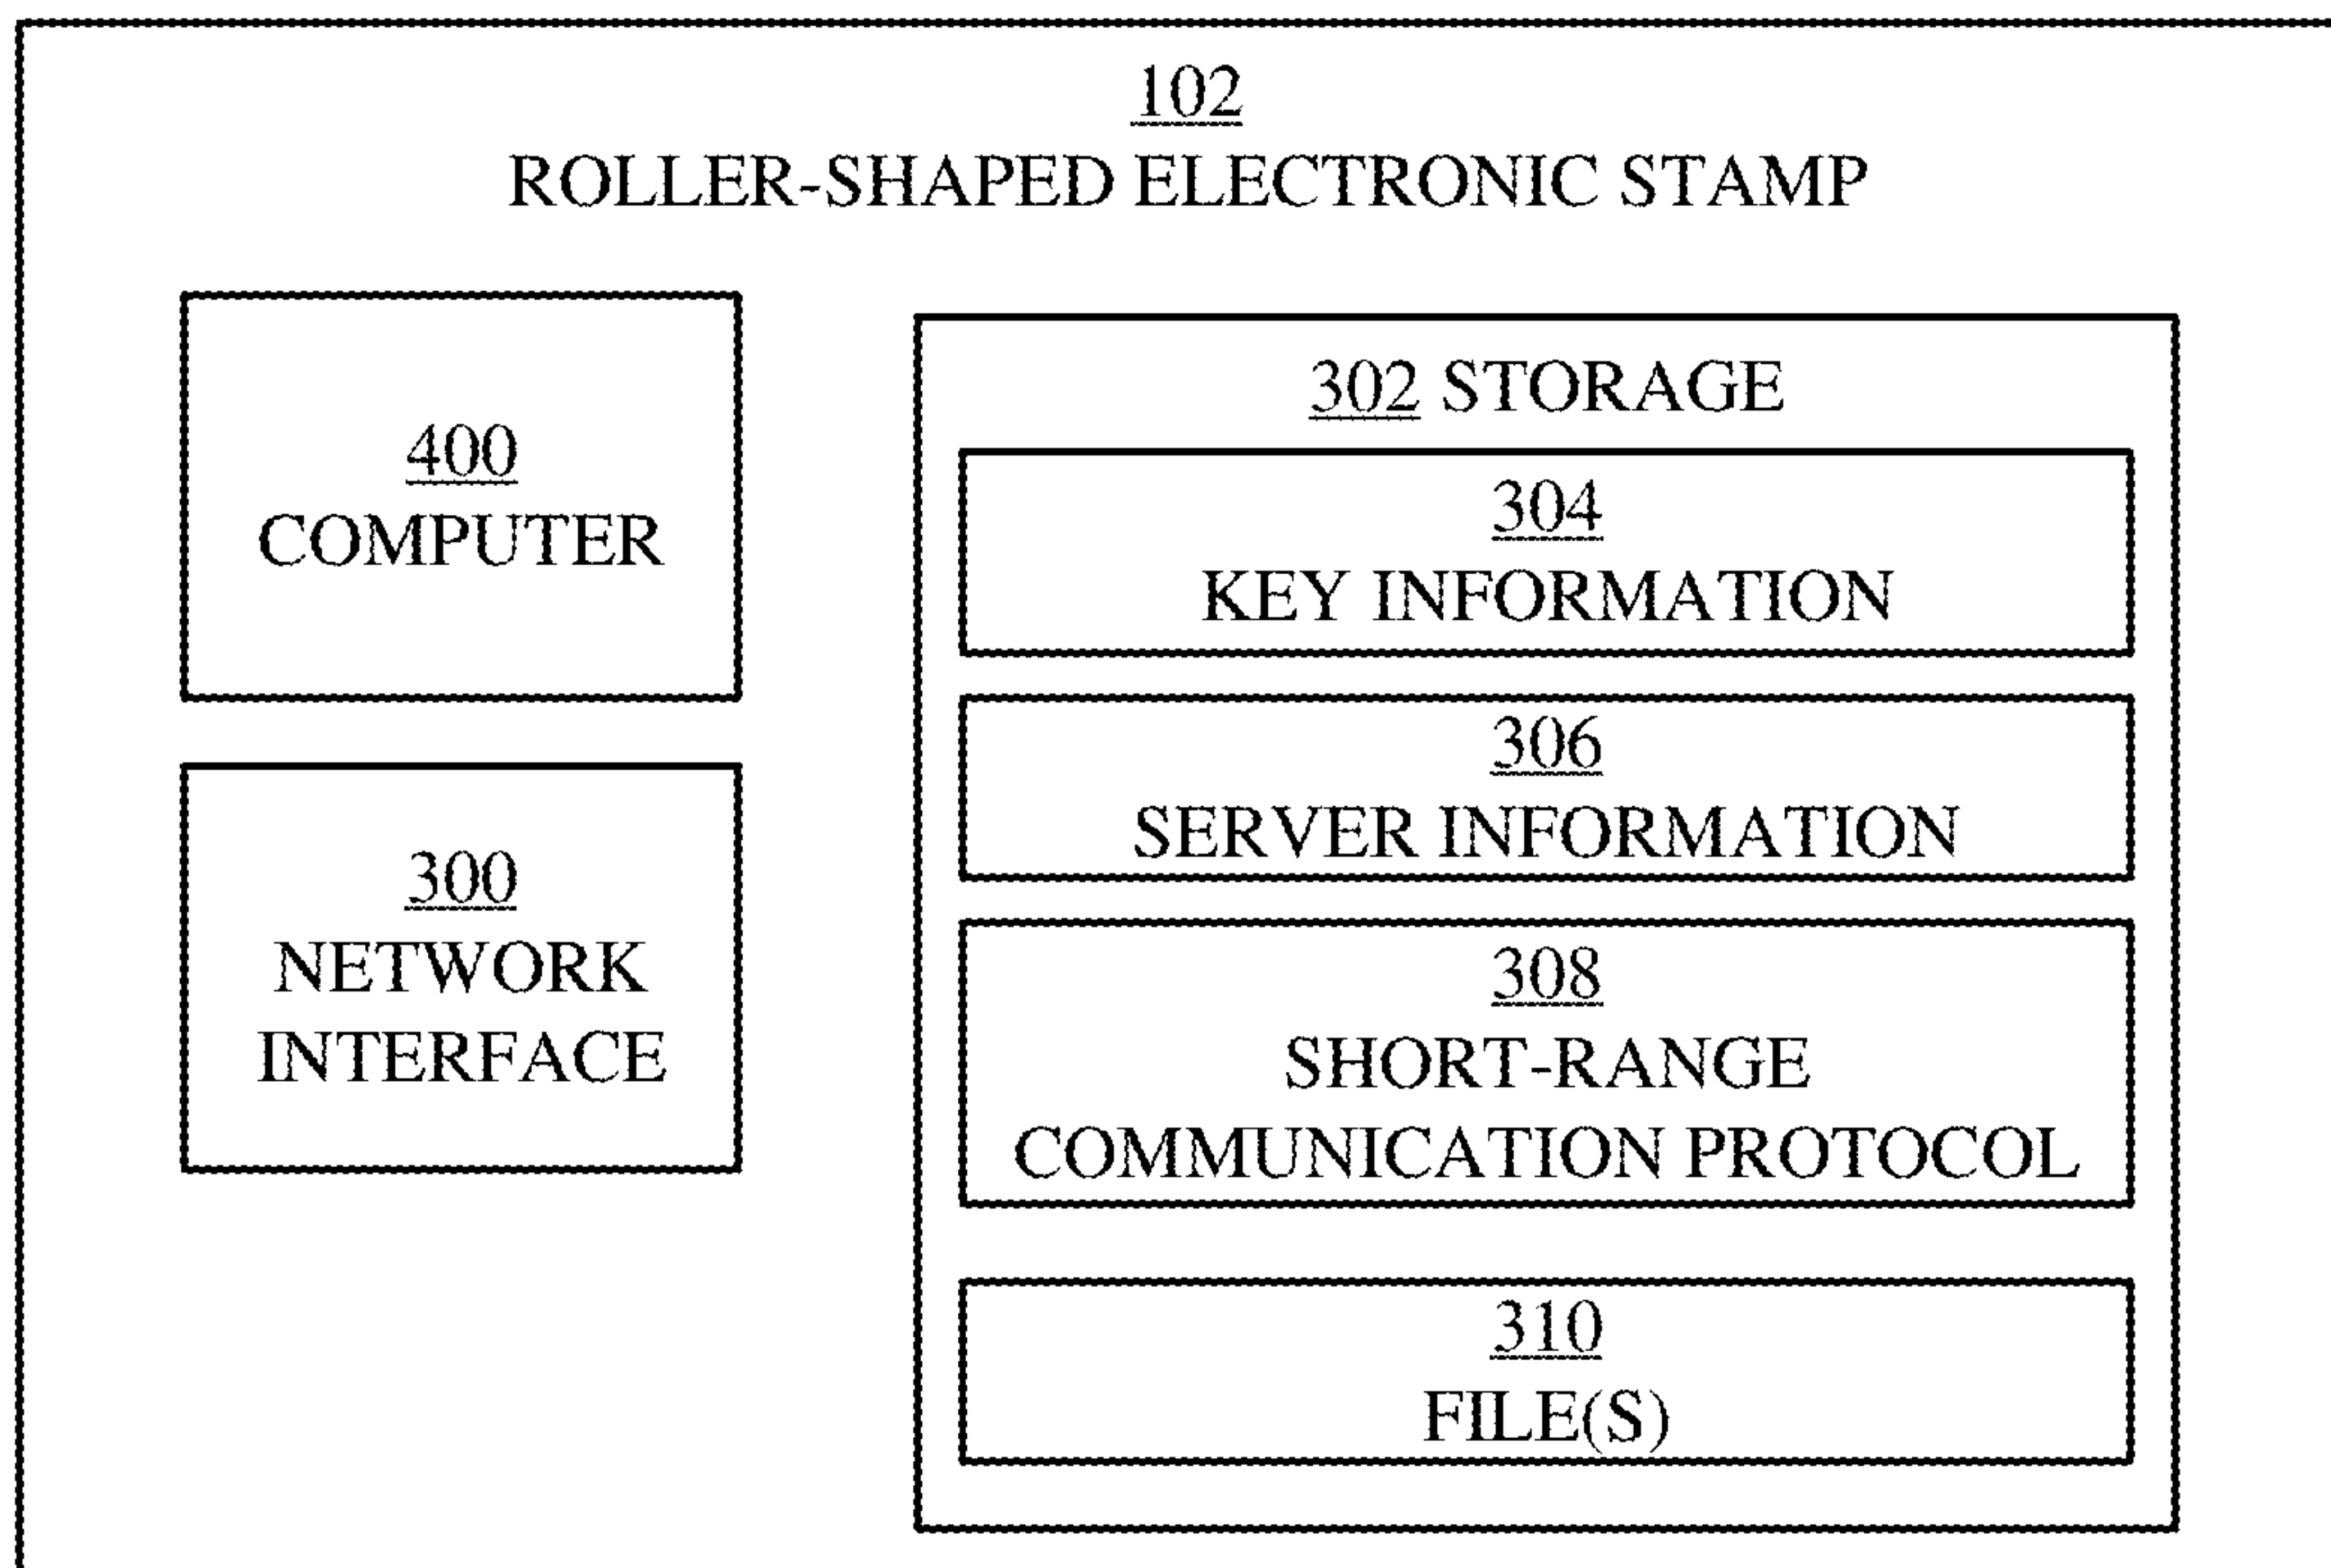 102
ROLLER-SHAPED ELECTRONIC STAMP
400
COMPUTER
300
NETWORK
INTERFACE
302 STORAGE
304
KEY INFORMATION
306
SERVER INFORMATION
308
SHORT-RANGE
COMMUNICATION PROTOCOL
310
FILE(S)